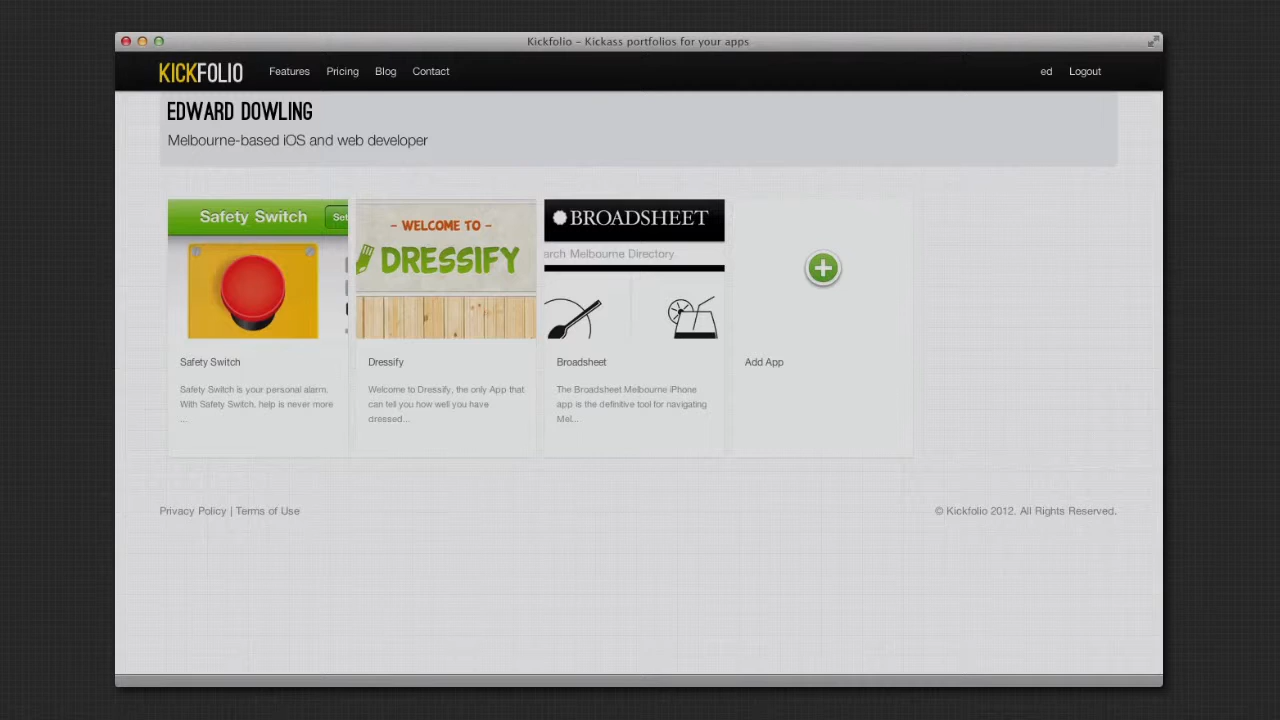 Kickfolio – Kickass portfolios for your apps
KICKFOLIO Features Pricing Blog Contact ed Logout
EDWARD DOWLING
Melbourne-based iOS and web developer
Safety Switch Set
– WELCOME TO –
DRESSIFY
BROADSHEET
arch Melbourne Directory
Safety Switch
Safety Switch is your personal alarm.
With Safety Switch, help is never more
...
Dressify
Welcome to Dressify, the only App that
can tell you how well you have
dressed...
Broadsheet
The Broadsheet Melbourne iPhone
app is the definitive tool for navigating
Mel...
Add App
Privacy Policy | Terms of Use
© Kickfolio 2012. All Rights Reserved.